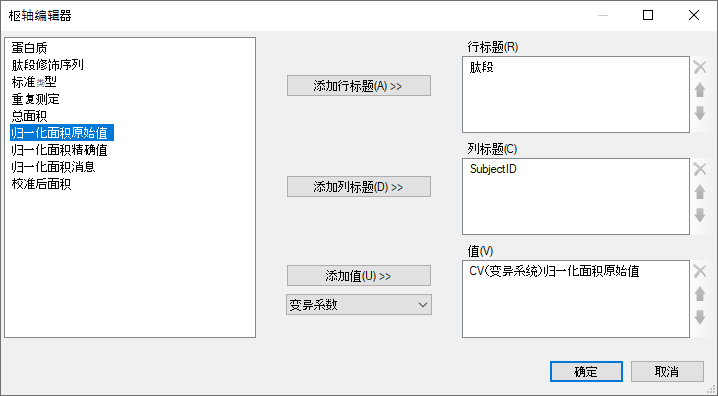 枢轴编辑器
蛋白质
肽段修饰序列
标准类型
重复测定
总面积
归一化面积原始值
归一化面积精确值
归一化面积消息
校准后面积
添加行标题(A) >>
添加列标题(D) >>
添加值(U) >>
变异系数
行标题(R)
肽段
列标题(C)
SubjectID
值(V)
CV(变异系统)归一化面积原始值
确定
取消